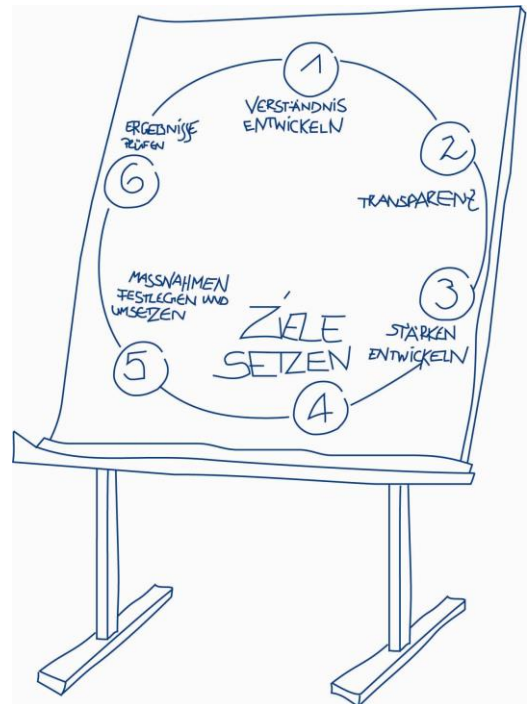 1
VERSTÄNDNIS
ENTWICKELN
2
TRANSPARENZ
3
STÄRKEN
ENTWICKELN
ZIELE
SETZEN
4
MASSNAHMEN
FESTLEGEN UND
UMSETZEN
5
ERGEBNISSE
PRÜFEN
6